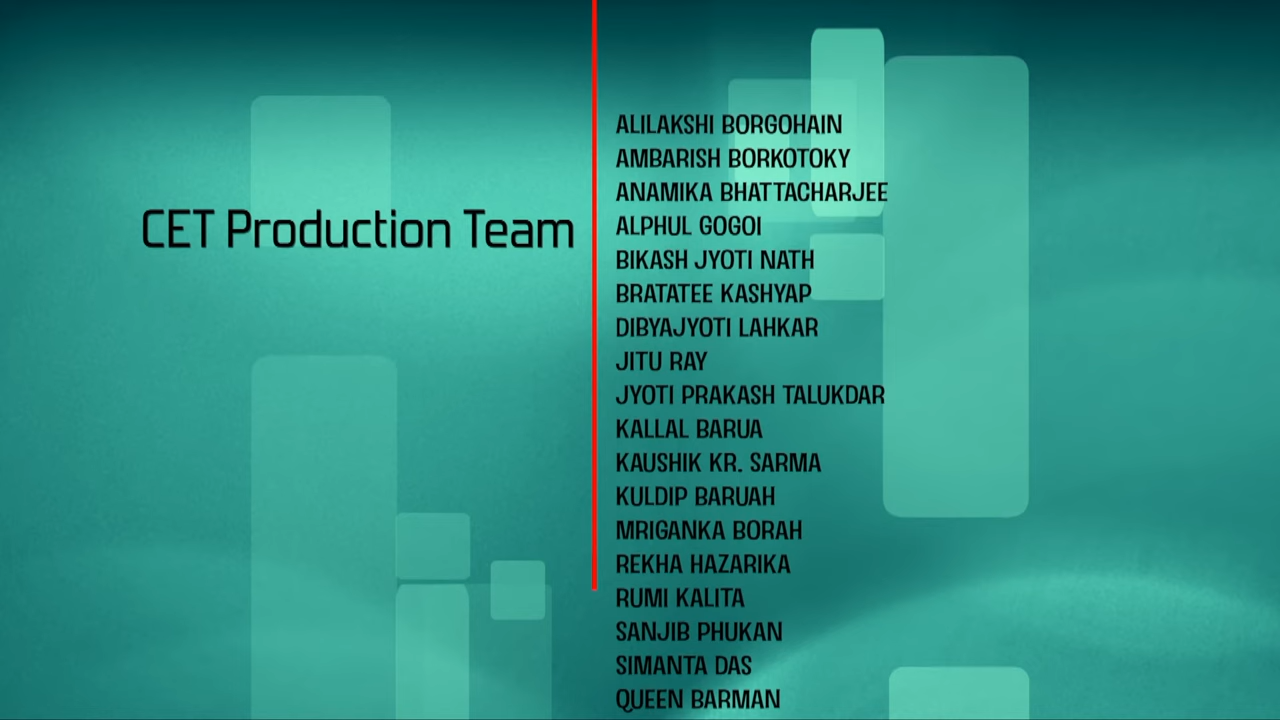 CET Production Team
ALILAKSHI BORGOHAIN
AMBARISH BORKOTOKY
ANAMIKA BHATTACHARJEE
ALPHUL GOGOI
BIKASH JYOTI NATH
BRATATEE KASHYAP
DIBYAJYOTI LAHKAR
JITU RAY
JYOTI PRAKASH TALUKDAR
KALLAL BARUA
KAUSHIK KR. SARMA
KULDIP BARUAH
MRIGANKA BORAH
REKHA HAZARIKA
RUMI KALITA
SANJIB PHUKAN
SIMANTA DAS
QUEEN BARMAN